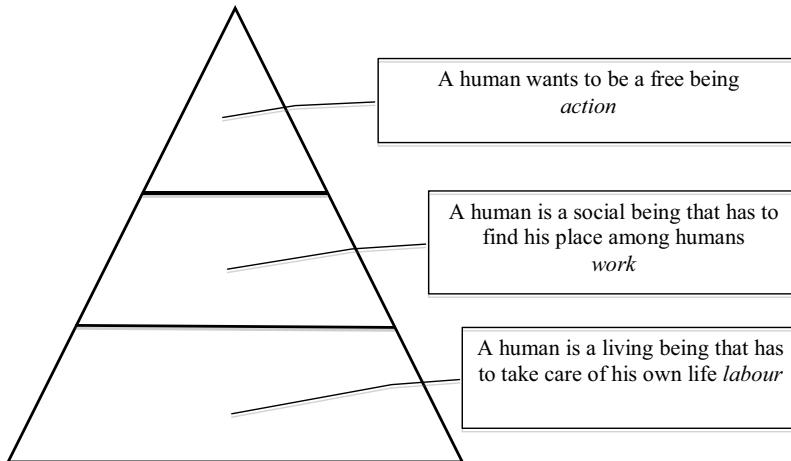 A human wants to be a free being
action
A human is a social being that has to
find his place among humans
work
A human is a living being that has
to take care of his own life labour